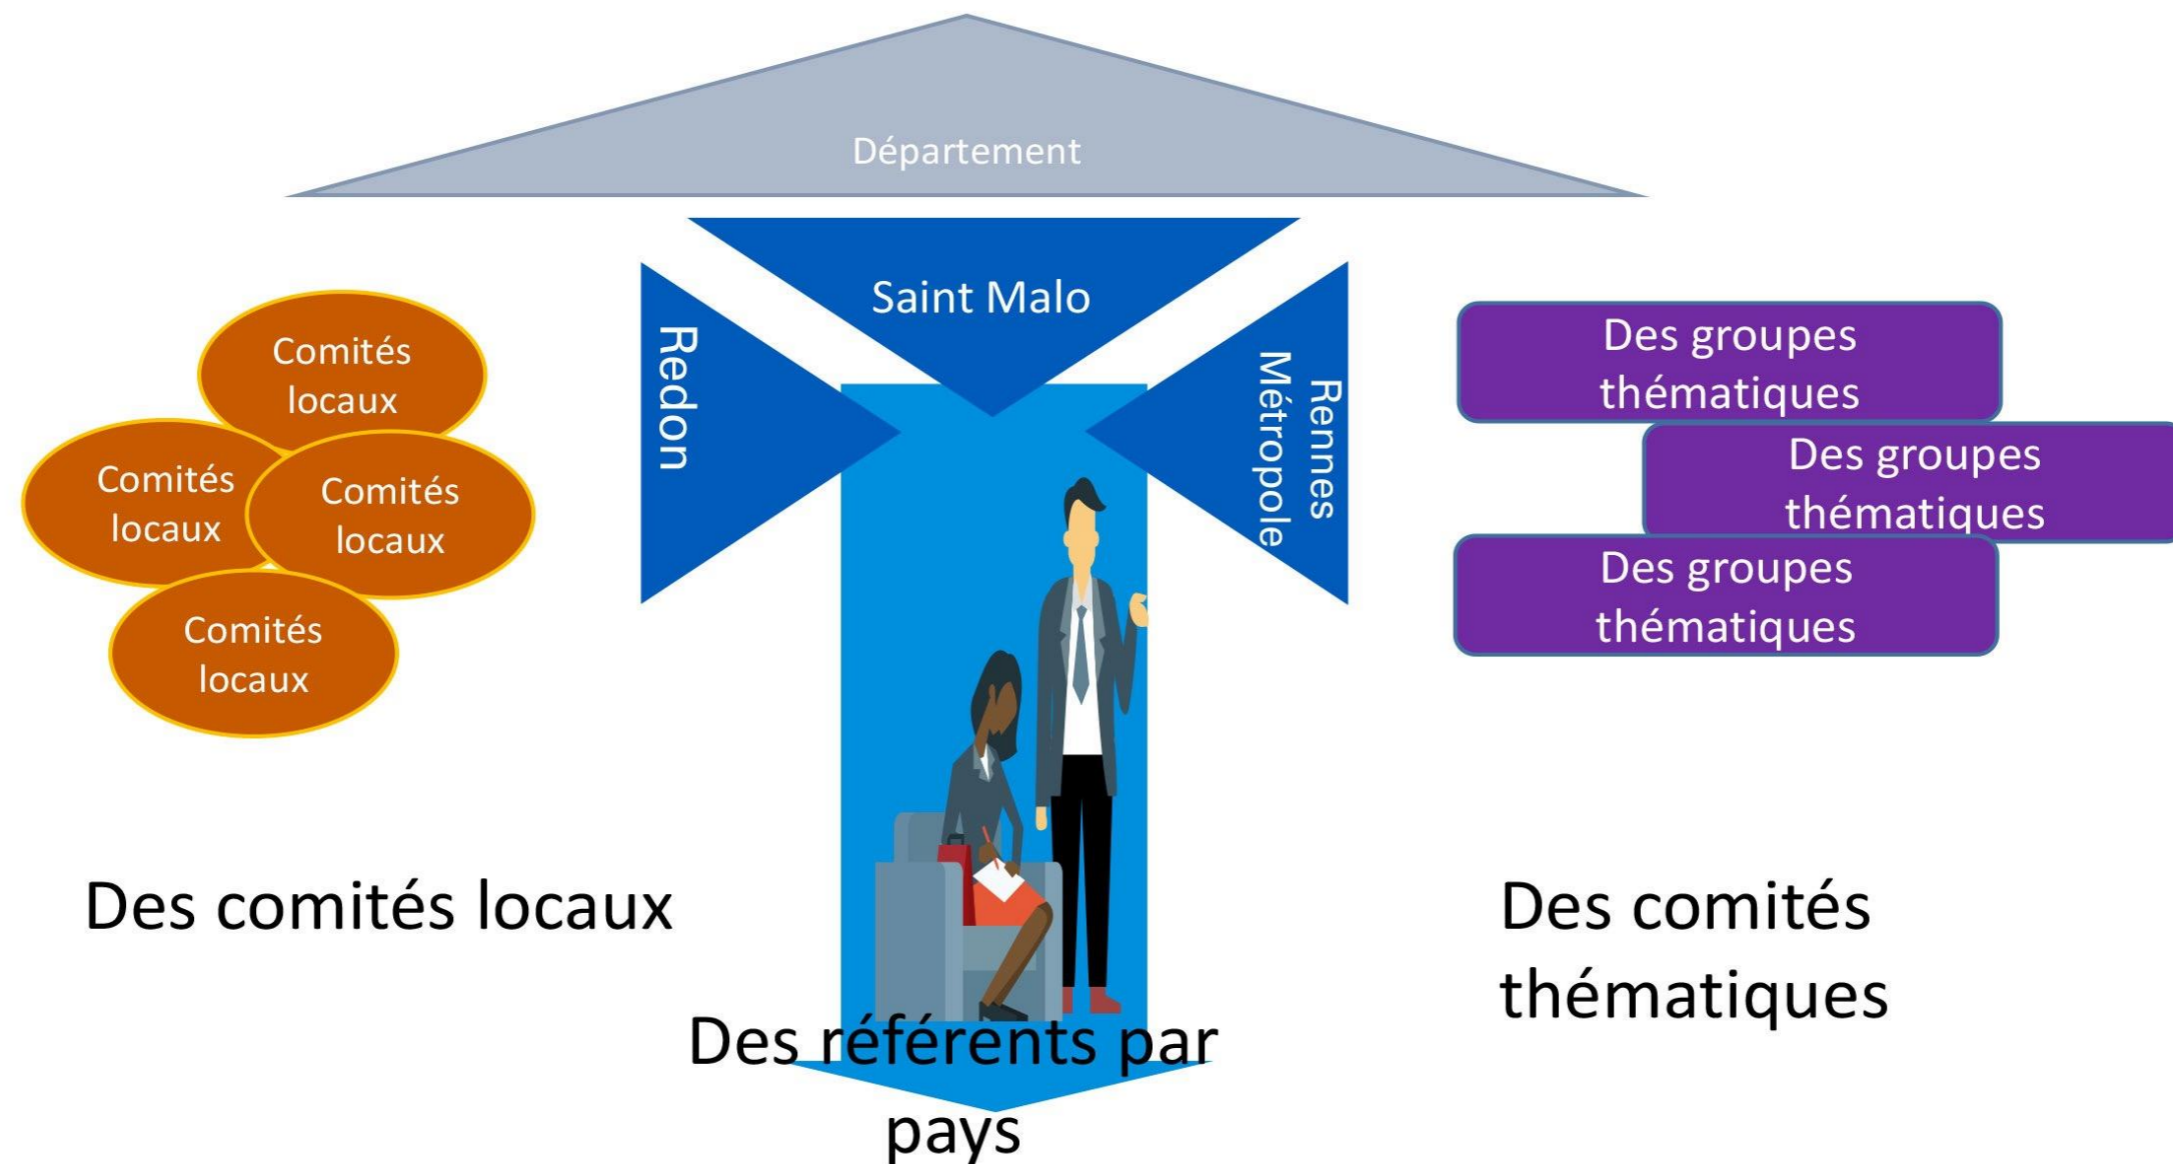 Département
Saint Malo
Redon
Rennes
Métropole
Comités
locaux
Comités
locaux
Comités
locaux
Comités
locaux
Des groupes
thématiques
Des groupes
thématiques
Des groupes
thématiques
Des comités locaux
Des référents par
pays
Des comités
thématiques